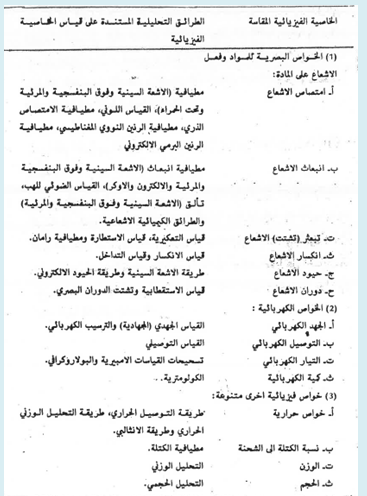 الخاصية الفيزيائية المقاسة	الطرائق التحليلية المستندة على قياس الخاصية
الفيزيائية
(1) الخواص البصرية للمواد وفصل
الاشعاع على المادة:
أـ امتصاص الاشعاع	مطيافية (الاشعة السينية وفوق البنفسجية والمرئية
وتحت الحمراء)، القياس اللوني، مطيافية الامتصاص
الذري، مطيافية الرنين النووي المغناطيسي، مطيافية
الرنين البرمي الالكتروني
ب ـ انبعاث الاشعاع	مطيافية انبعاث (الاشعة السينية وفوق البنفسجية
والمرئية والالكترون والاوكر)، القياس الضوئي للهب،
تـألـق (الاشعة السينية وفوق البنفسجية والمرئية)
والطرائق الكيميائية الاشعاعية.
ت ـ تبعثر (تشتت) الاشعاع	قياس التعكيرية، قياس الاستطارة ومطيافية رامان.
ث ـ انكسار الاشعاع	قياس الانكسار وقياس التداخل.
ج ـ حيود الاشعاع	طريقة الاشعة السينية وطريقة الحيود الالكتروني.
ح ـ دوران الاشعاع	قياس الاستقطابية وتشتت الدوران البصري.
(2) الخواص الكهربائية :
أ ـ الجهد الكهربائي	القياس الجهدي (المجهادية) والترسيب الكهربائي.
ب ـ التوصيل الكهربائي	القياس التوصيلي
ت ـ التيار الكهربائي	تسحيحات القياسات الامبيرية والبولاروكرافي.
ث ـ كمية الكهربائية	الكولومترية.
(3) خواص فيزيائية اخرى متنوعة:
أ ـ خواص حرارية	طريقة التوصيل الحراري، طريقة التحليل الوزني
الحراري وطريقة الانثالبي.
ب ـ نسبة الكتلة الى الشحنة	مطيافية الكتلة.
ت ـ الوزن	التحليل الوزني
ث ـ الحجم	التحليل الحجمي.